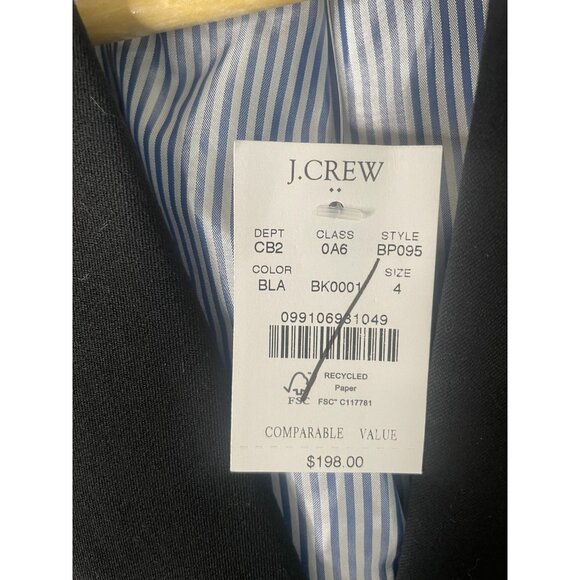 J.CREW
DEPT CLASS STYLE
CB2 0A6 BP095
COLOR SIZE
BLA BK0001 4
099106981049
RECYCLED
Paper
FSC FSC® C117781
COMPARABLE VALUE
$198.00